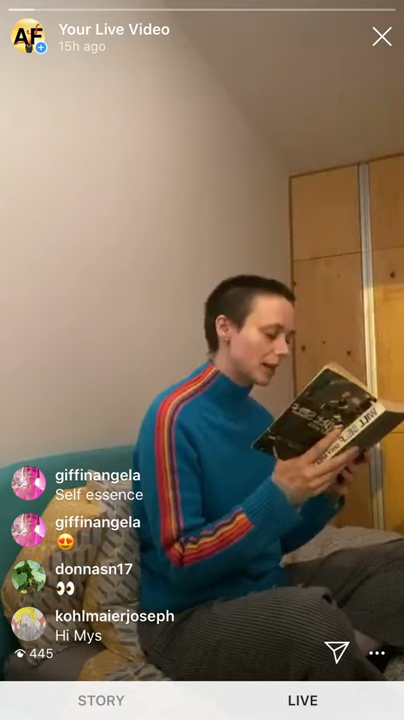 AF
Your Live Video
15h ago
giffinangela
Self essence
giffinangela
donnasn17
kohlmaierjoseph
Hi Mys
445
STORY
LIVE